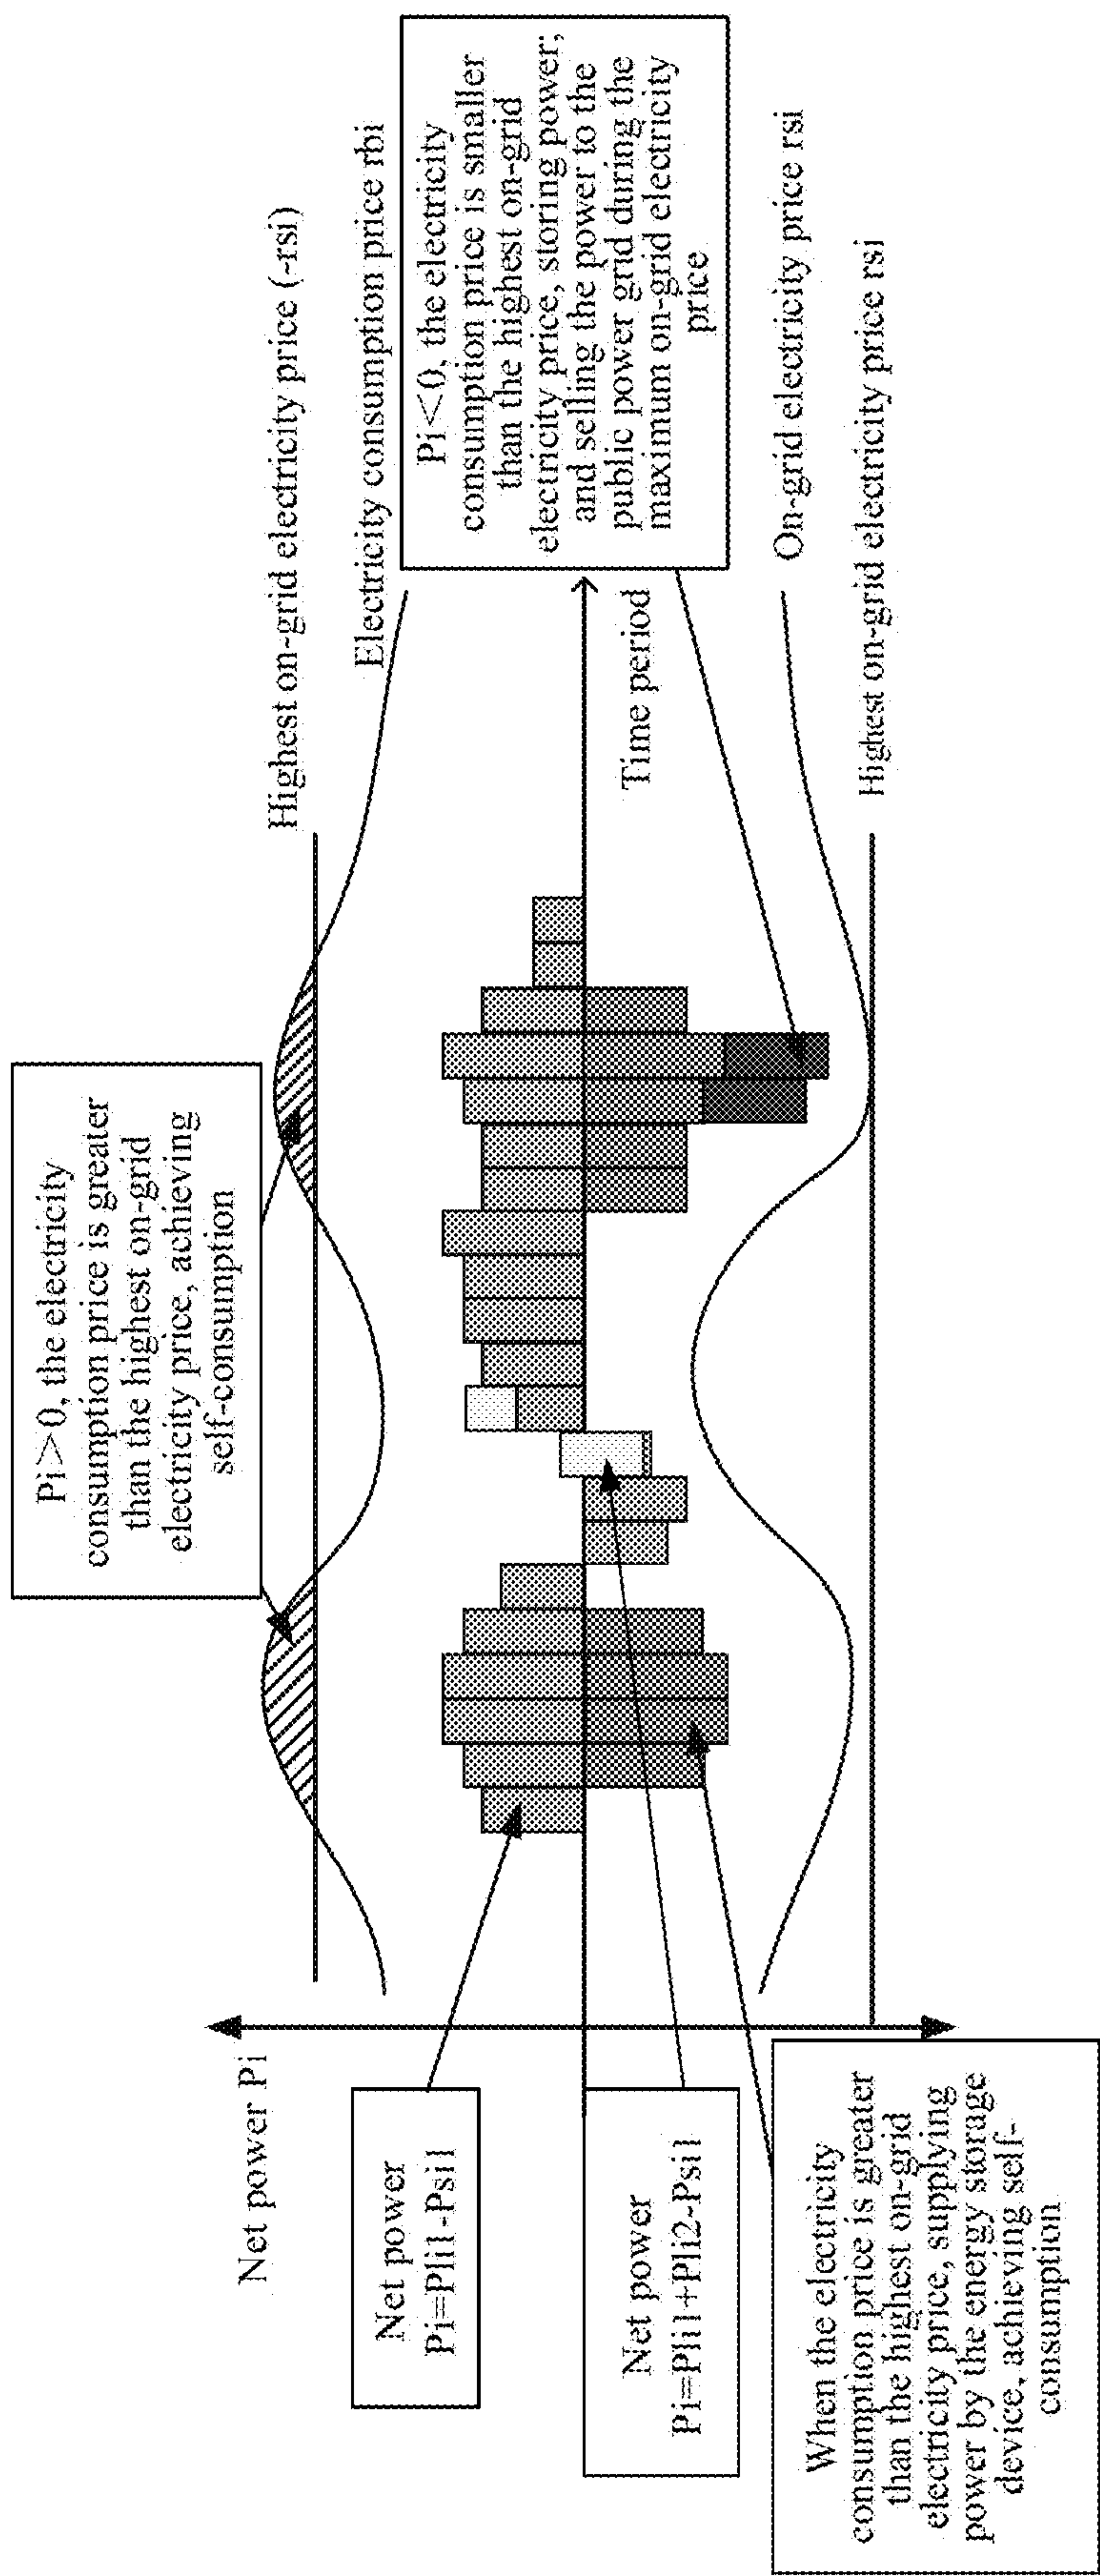 Pi>0, the electricity
consumption price is greater
than the highest on-grid
electricity price, achieving
self-consumption
Highest on-grid electricity price (-rsi)
Electricity consumption price rbi
Pi<0, the electricity
consumption price is smaller
than the highest on-grid
electricity price, storing power;
and selling the power to the
public power grid during the
maximum on-grid electricity
price
Net power Pi
Net power
Pi=Pli1-Psi1
Time period
Net power
Pi=Pli1+Pli2-Psi1
On-grid electricity price rsi
Highest on-grid electricity price rsi
When the electricity
consumption price is greater
than the highest on-grid
electricity price, supplying
power by the energy storage
device, achieving self-
consumption